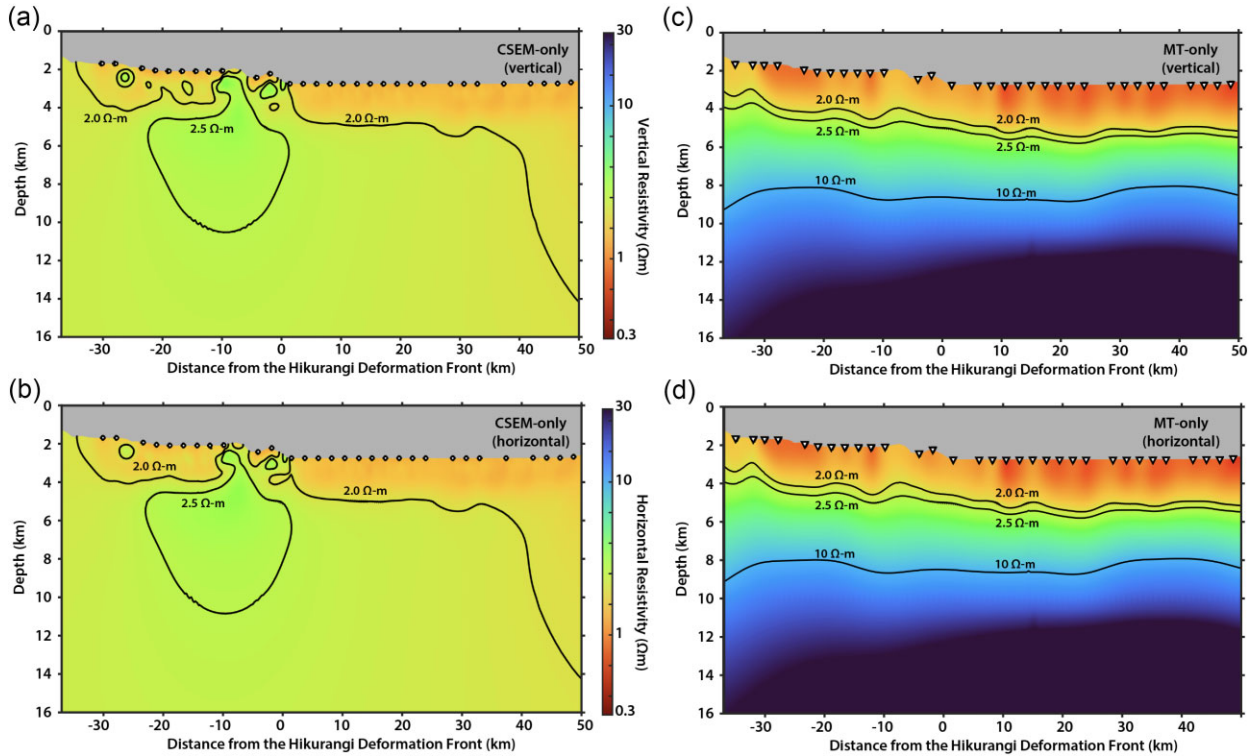 (a)
0
2
4
6
8
10
12
14
16
Depth (km)
CSEM-only
(vertical)
2.0 Ω-m
2.5 Ω-m
2.0 Ω-m
-30 -20 -10 0 10 20 30 40 50
Distance from the Hikurangi Deformation Front (km)
30
10
1
0.3
Vertical Resistivity (Ωm)
(c)
0
2
4
6
8
10
12
14
16
Depth (km)
MT-only
(vertical)
2.0 Ω-m
2.0 Ω-m
2.5 Ω-m
2.5 Ω-m
10 Ω-m
10 Ω-m
-30 -20 -10 0 10 20 30 40 50
Distance from the Hikurangi Deformation Front (km)
(b)
0
2
4
6
8
10
12
14
16
Depth (km)
CSEM-only
(horizontal)
2.0 Ω-m
2.5 Ω-m
2.0 Ω-m
-30 -20 -10 0 10 20 30 40 50
Distance from the Hikurangi Deformation Front (km)
30
10
1
0.3
Horizontal Resistivity (Ωm)
(d)
0
2
4
6
8
10
12
14
16
Depth (km)
MT-only
(horizontal)
2.0 Ω-m
2.0 Ω-m
2.5 Ω-m
2.5 Ω-m
10 Ω-m
10 Ω-m
-30 -20 -10 0 10 20 30 40 50
Distance from the Hikurangi Deformation Front (km)